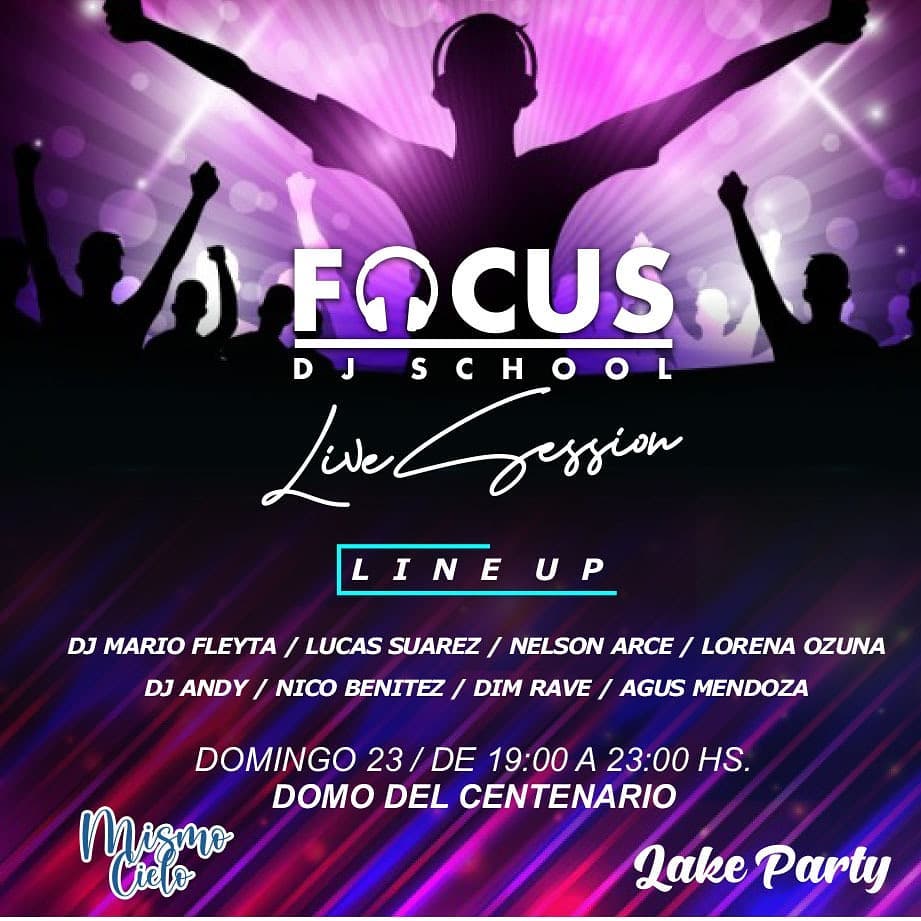 FOCUS
DJ SCHOOL
Live Session
LINE UP
DJ MARIO FLEYTA / LUCAS SUAREZ / NELSON ARCE / LORENA OZUNA
DJ ANDY / NICO BENITEZ / DIM RAVE / AGUS MENDOZA
DOMINGO 23 / DE 19:00 A 23:00 HS.
DOMO DEL CENTENARIO
Mismo
Cielo
Lake Party